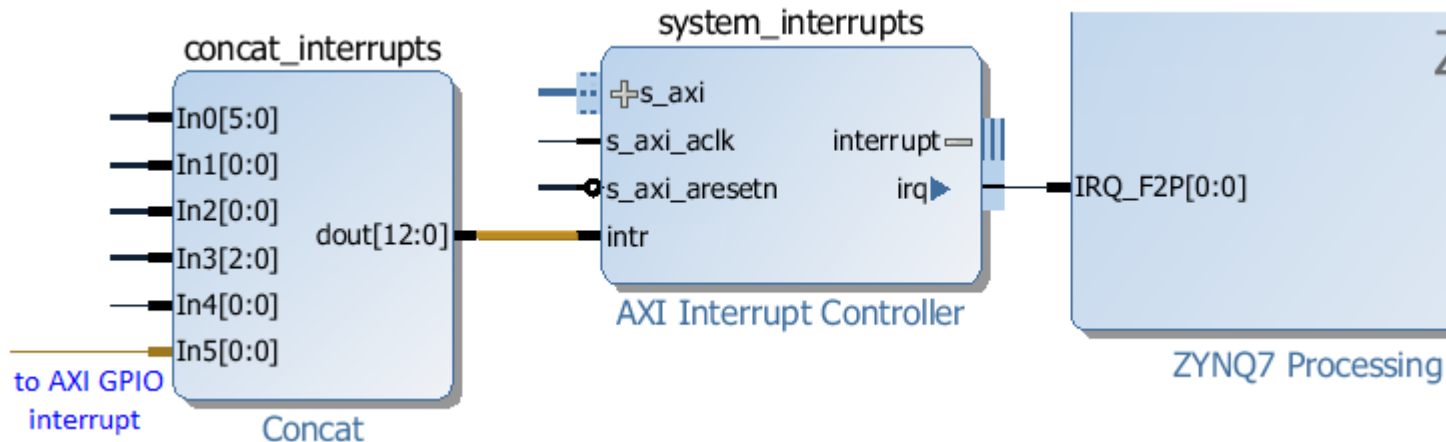 concat_interrupts
In0[5:0]
In1[0:0]
In2[0:0]
In3[2:0]
In4[0:0]
In5[0:0]
dout[12:0]
to AXI GPIO
interrupt
Concat
system_interrupts
s_axi
s_axi_aclk
s_axi_aresetn
intr
interrupt
irq
AXI Interrupt Controller
IRQ_F2P[0:0]
ZYNQ7 Processing